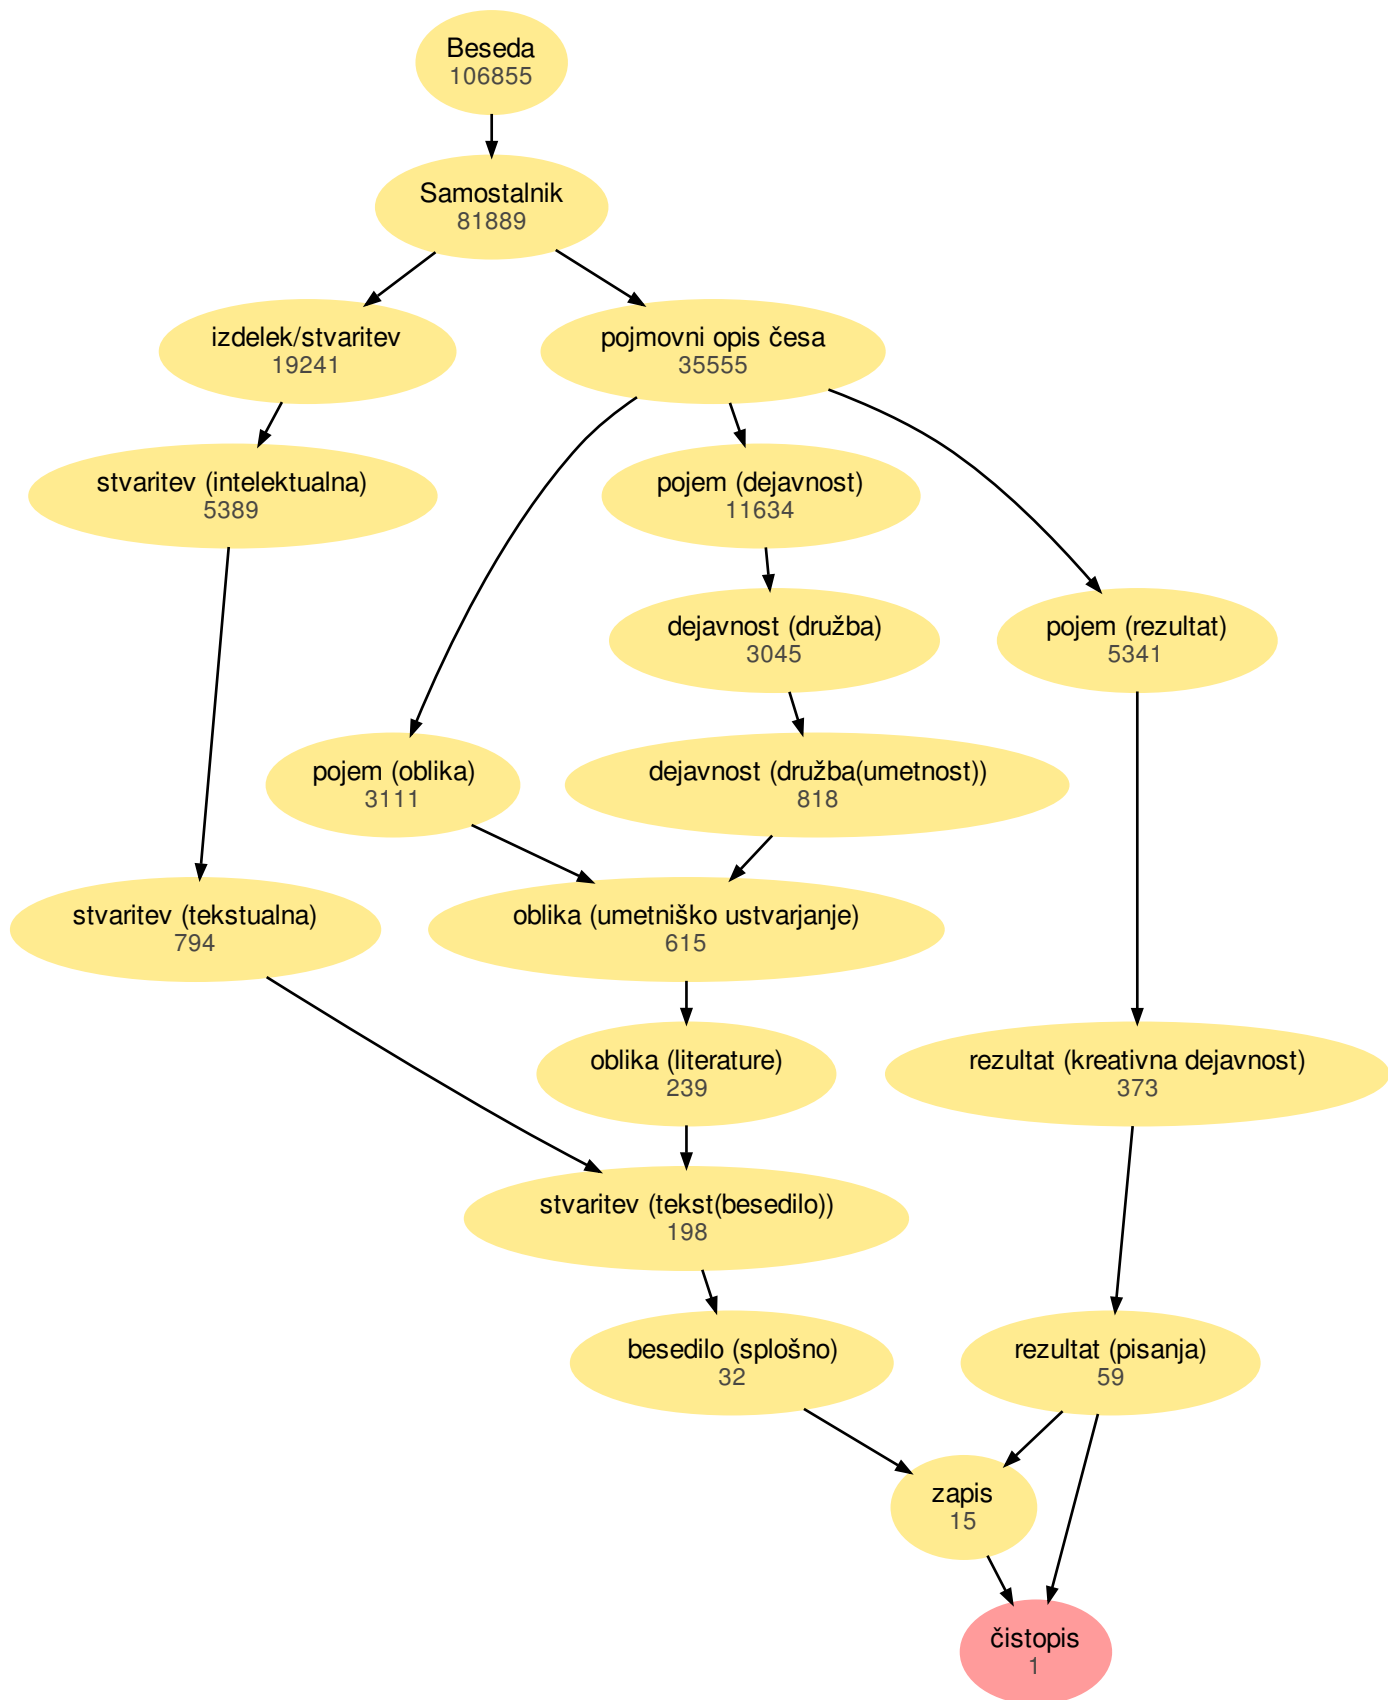 Beseda
106855
Samostalnik
81889
izdelek/stvaritev
19241
pojmovni opis česa
35555
stvaritev (intelektualna)
5389
pojem (dejavnost)
11634
dejavnost (družba)
3045
pojem (rezultat)
5341
pojem (oblika)
3111
dejavnost (družba(umetnost))
818
stvaritev (tekstualna)
794
oblika (umetniško ustvarjanje)
615
oblika (literature)
239
rezultat (kreativna dejavnost)
373
stvaritev (tekst(besedilo))
198
besedilo (splošno)
32
rezultat (pisanja)
59
zapis
15
čistopis
1